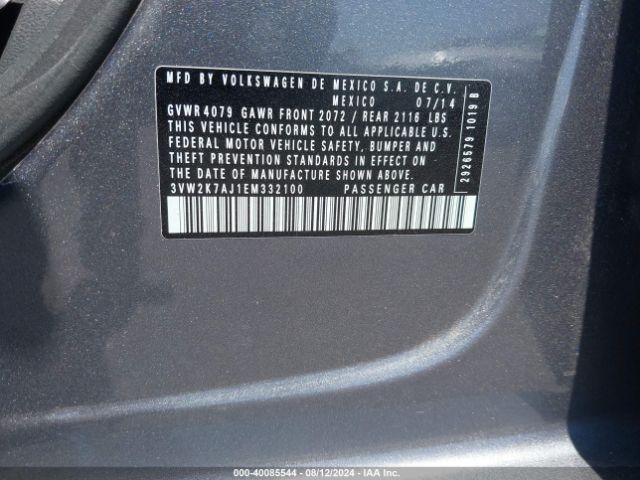 MFD BY VOLKSWAGEN DE MEXICO S.A. DE C.V.
MEXICO 07/14
GVWR 4079 GAWR FRONT 2072 / REAR 2116 LBS
THIS VEHICLE CONFORMS TO ALL APPLICABLE U.S.
FEDERAL MOTOR VEHICLE SAFETY, BUMPER AND
THEFT PREVENTION STANDARDS IN EFFECT ON
THE DATE OF MANUFACTURE SHOWN ABOVE.
3VW2K7AJ1EM332100 PASSENGER CAR
2926579 1019 B
000-40085544 - 08/12/2024 - IAA Inc.